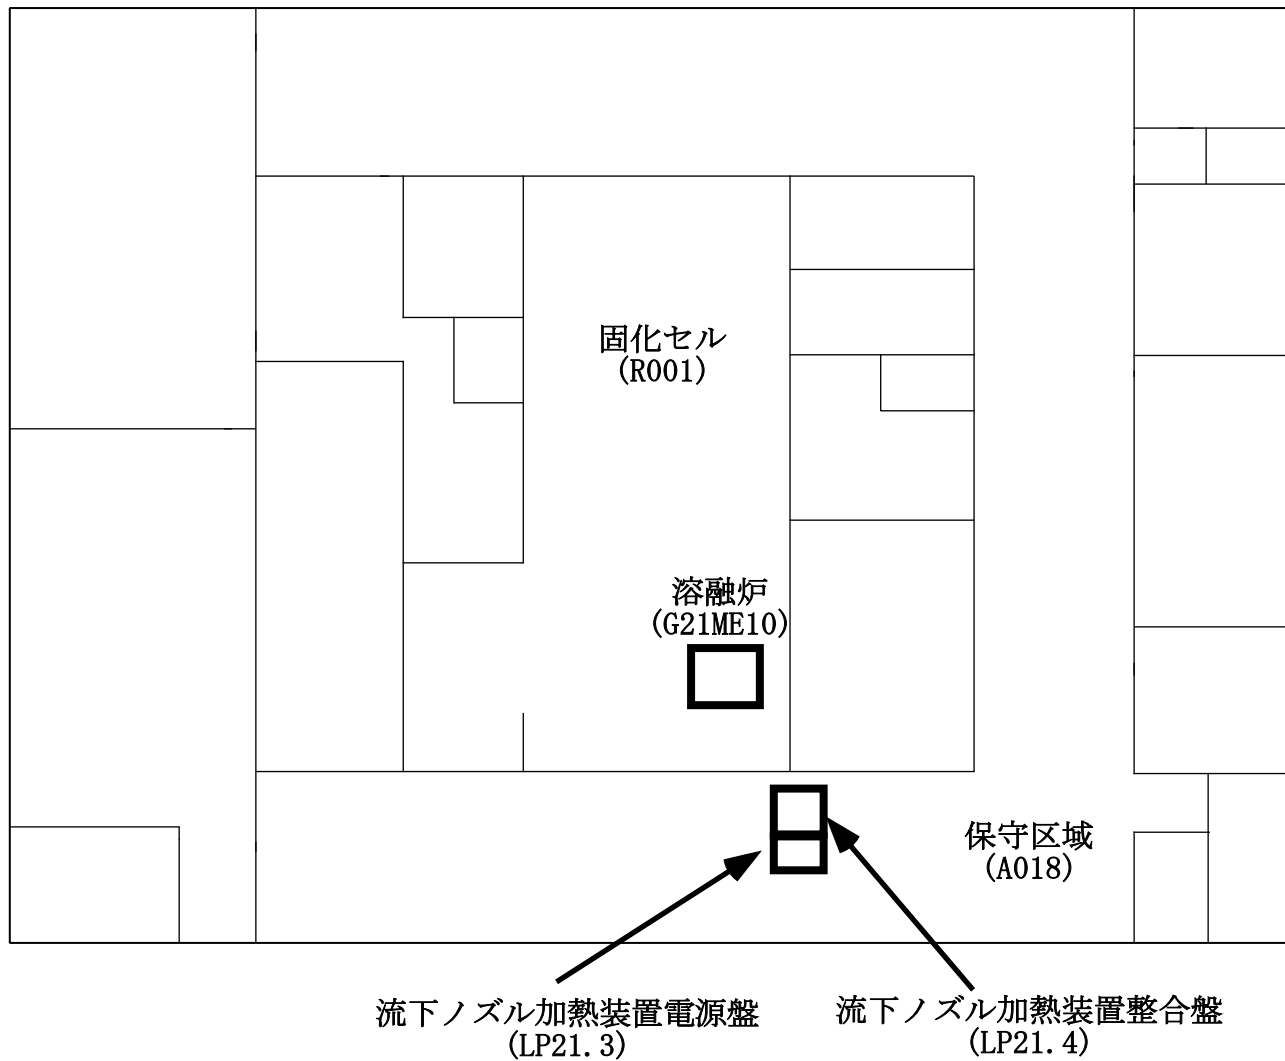 固化セル
(R001)
溶融炉
(G21ME10)
保守区域
(A018)
流下ノズル加熱装置電源盤
(LP21.3)
流下ノズル加熱装置整合盤
(LP21.4)